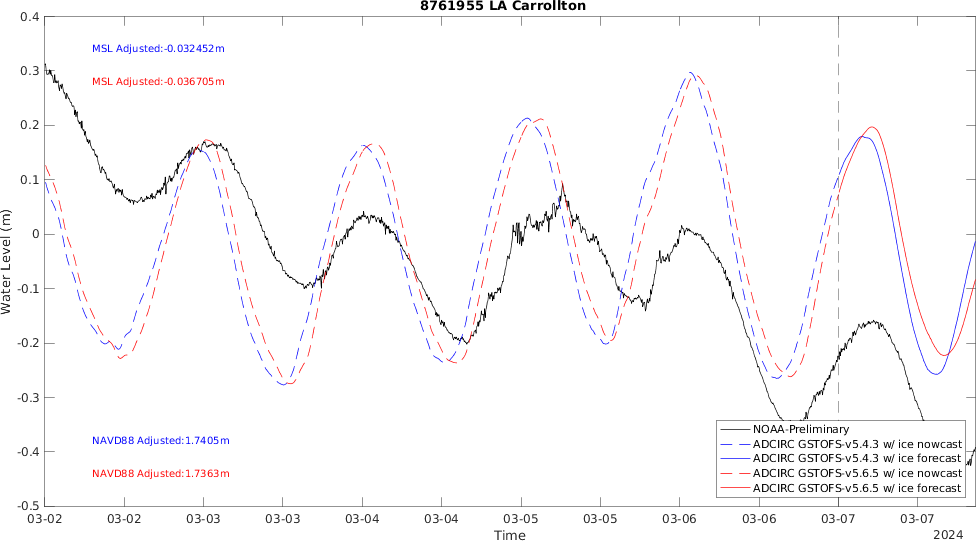 8761955 LA Carrollton
0.4
MSL Adjusted:-0.032452m
0.3
MSL Adjusted:-0.036705m
0.2
0.1
0
-0.1
-0.2
-0.3
-0.4
-0.5
Water Level (m)
NAVD88 Adjusted:1.7405m
NAVD88 Adjusted:1.7363m
NOAA-Preliminary
ADCIRC GSTOFS-v5.4.3 w/ ice nowcast
ADCIRC GSTOFS-v5.4.3 w/ ice forecast
ADCIRC GSTOFS-v5.6.5 w/ ice nowcast
ADCIRC GSTOFS-v5.6.5 w/ ice forecast
03-02 03-02 03-03 03-03 03-04 03-04 03-05 03-05 03-06 03-06 03-07 03-07
Time
2024